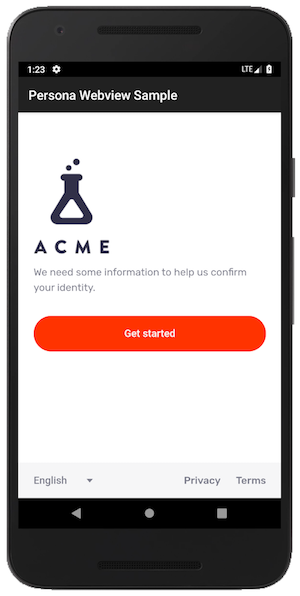 1:23 LTE
Persona Webview Sample
ACME
We need some information to help us confirm
your identity.
Get started
English Privacy Terms